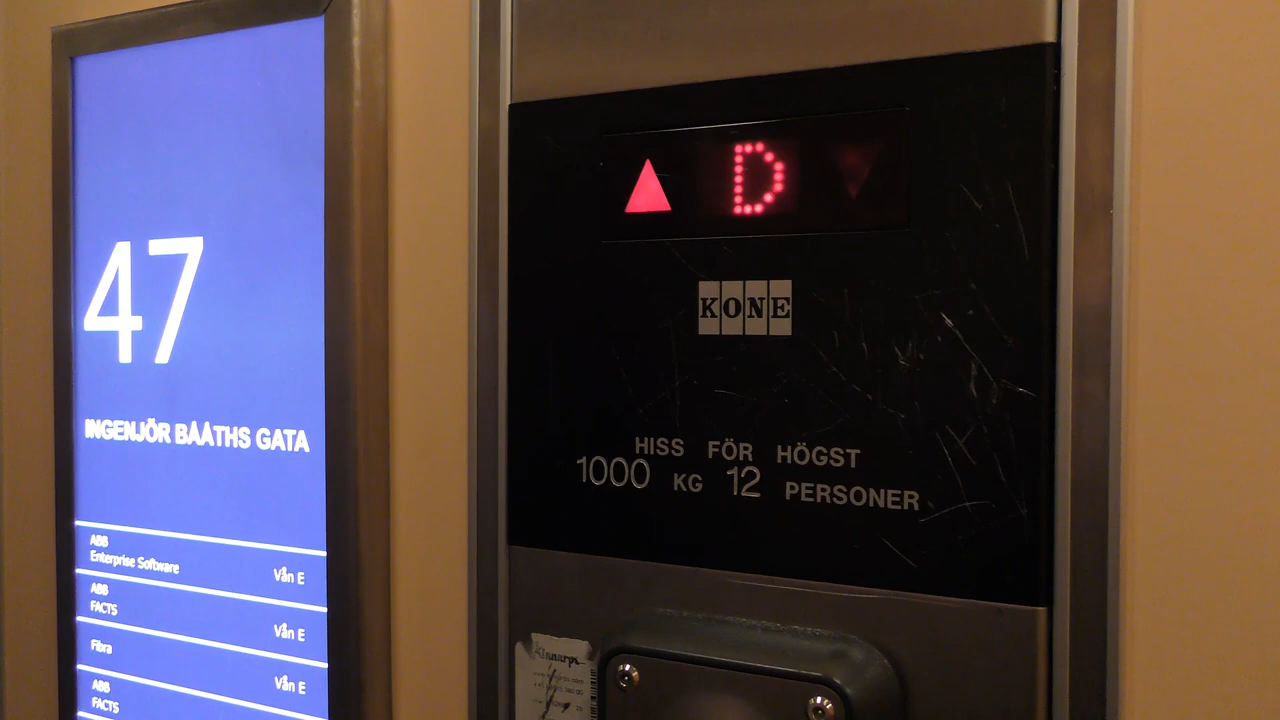 47
INGENJÖR BÅÅTHS GATA
ABB
Enterprise Software
Vån E
ABB
FACTS
Vån E
Fibra
Vån E
ABB
FACTS
D
KONE
HISS FÖR HÖGST
1000 KG 12 PERSONER